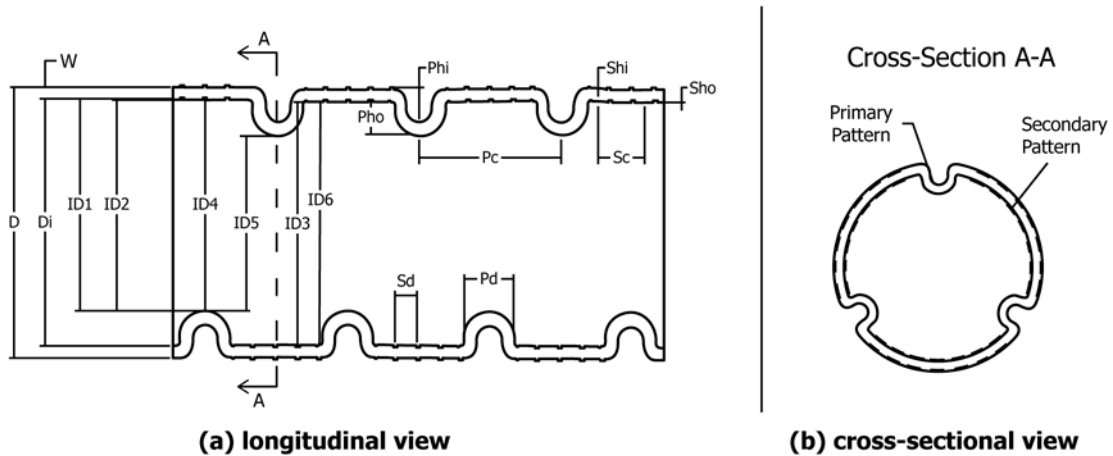 A
W
Phi
Shi
Sho
Pho
Pc
Sc
D
Di
ID1
ID2
ID4
ID5
ID3
ID6
Sd
Pd
A
(a) longitudinal view
Cross-Section A-A
Primary
Pattern
Secondary
Pattern
(b) cross-sectional view